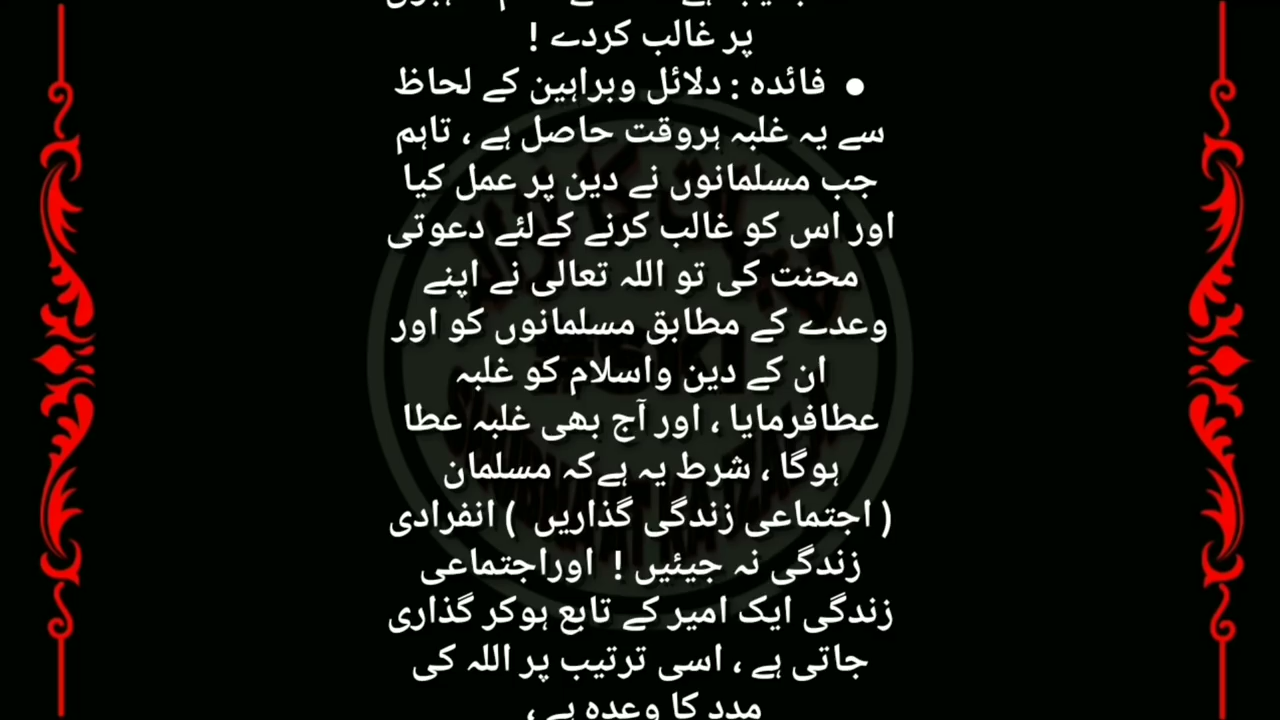 پر غالب کردے !
● فائدہ : دلائل وبراہین کے لحاظ
سے یہ غلبہ ہروقت حاصل ہے ، تاہم
جب مسلمانوں نے دین پر عمل کیا
اور اس کو غالب کرنے کےلئے دعوتی
محنت کی تو اللہ تعالی نے اپنے
وعدے کے مطابق مسلمانوں کو اور
ان کے دین واسلام کو غلبہ
عطافرمایا ، اور آج بھی غلبہ عطا
ہوگا ، شرط یہ ہےکہ مسلمان
( اجتماعی زندگی گذاریں ) انفرادی
زندگی نہ جیئیں ! اوراجتماعی
زندگی ایک امیر کے تابع ہوکر گذاری
جاتی ہے ، اسی ترتیب پر اللہ کی
مدد کا وعدہ ہے ،